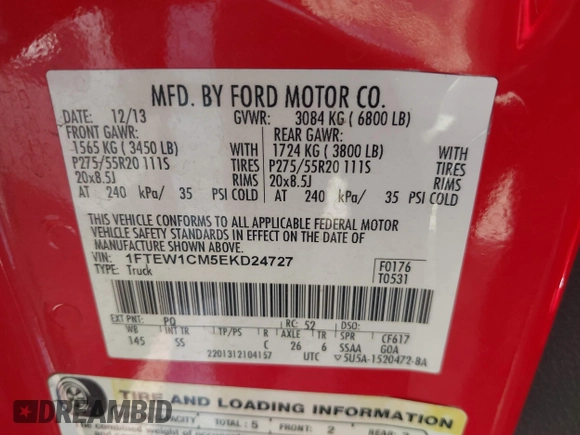 MFD. BY FORD MOTOR CO.
DATE: 12/13 GVWR: 3084 KG ( 6800 LB)
FRONT GAWR: REAR GAWR:
1565 KG ( 3450 LB) WITH 1724 KG ( 3800 LB) WITH
P275/55R20 111S TIRES P275/55R20 111S TIRES
20x8.5J RIMS 20x8.5J RIMS
AT 240 kPa/ 35 PSI COLD AT 240 kPa/ 35 PSI COLD
THIS VEHICLE CONFORMS TO ALL APPLICABLE FEDERAL MOTOR
VEHICLE SAFETY STANDARDS IN EFFECT ON THE DATE OF
MANUFACTURE SHOWN ABOVE.
VIN: 1FTEW1CM5EKD24727 F0176
TYPE: Truck T0531
EXT PNT: PQ RC: 52 DSO:
WB INT TR TP/PS R AXLE TR SPR CF617
145 SS C 26 6 SSAA GOA
2201312104157 UTC 5U5A-1520472-BA
TIRE AND LOADING INFORMATION
TOTAL : 5 FRONT: 2
DREAMBID